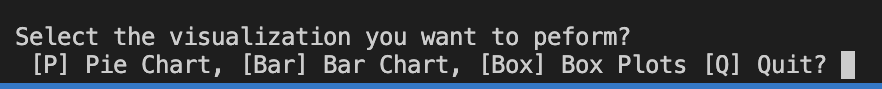 Select the visualization you want to peform?
[P] Pie Chart, [Bar] Bar Chart, [Box] Box Plots [Q] Quit?